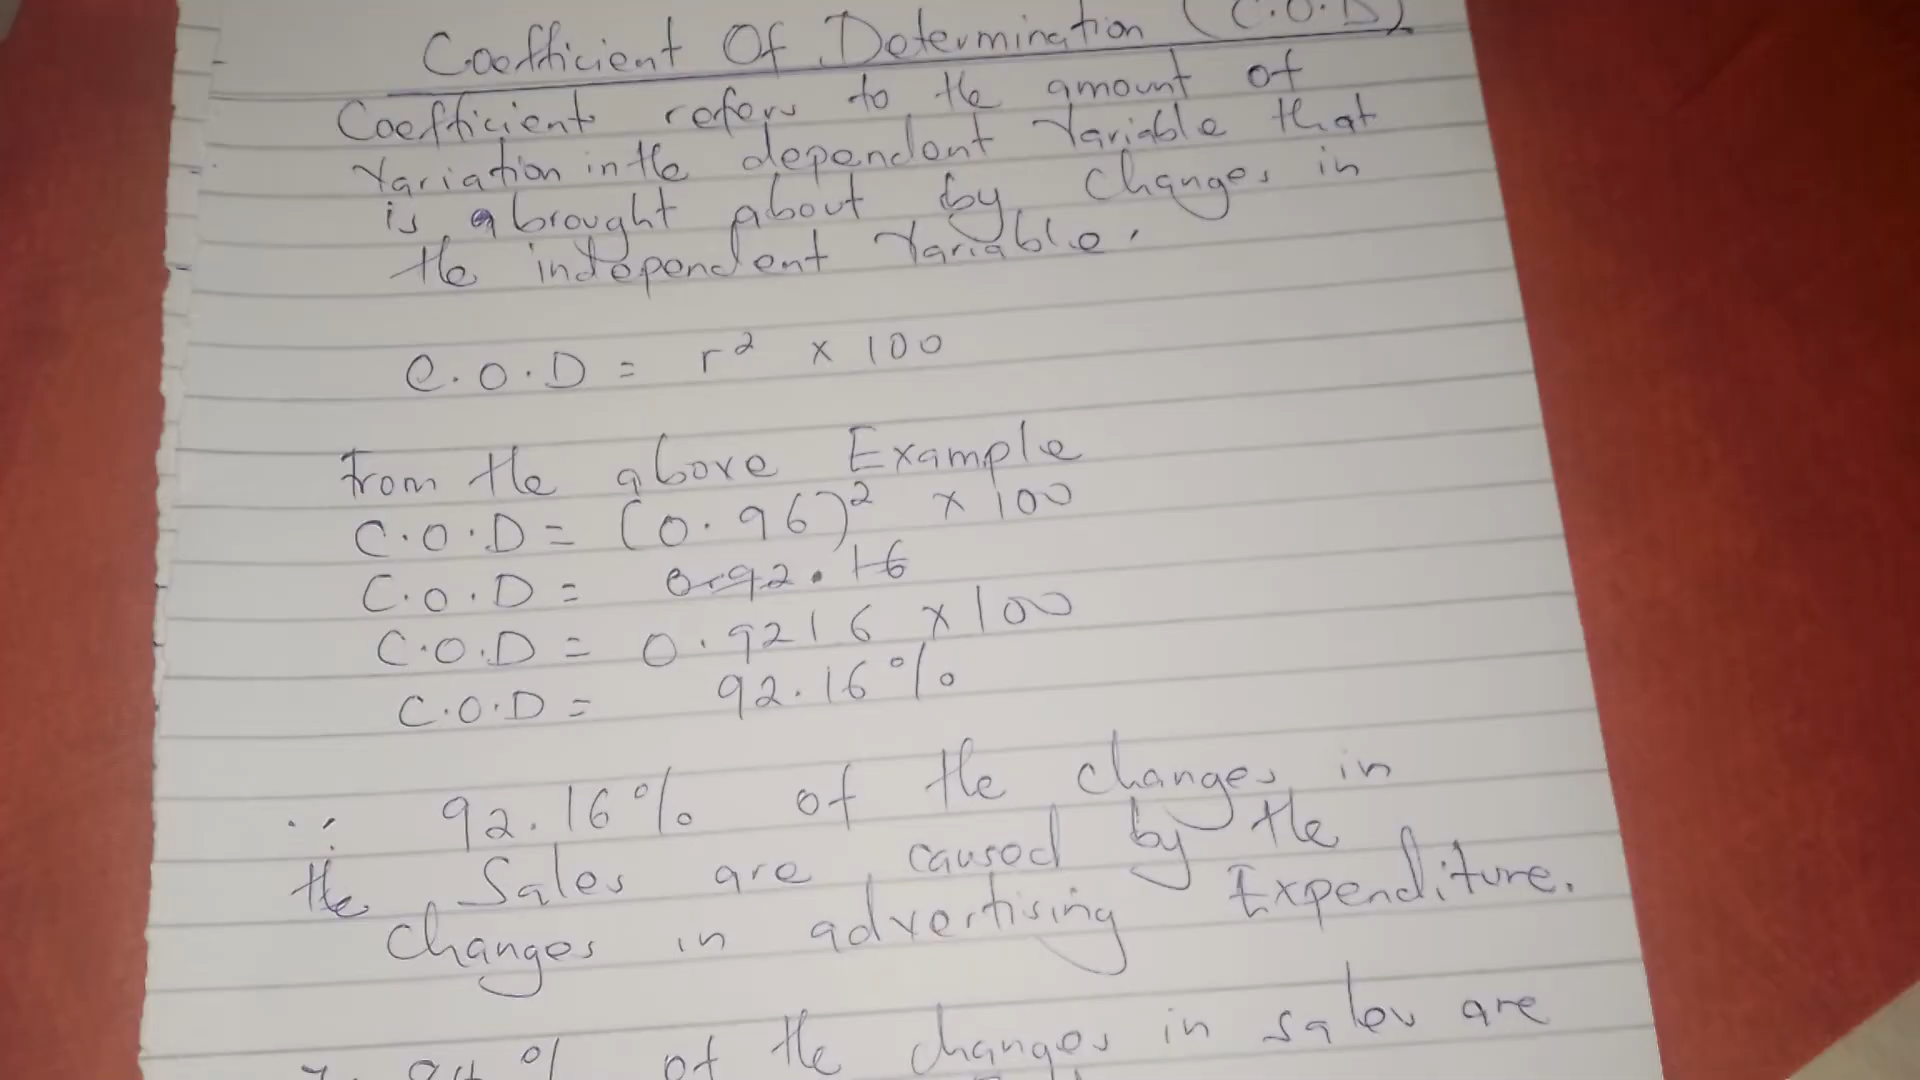 Coefficient Of Determination (C.O.D)
Coefficient refers to the amount of
Variation in the dependent Variable that
is brought about by Changes in
the independent Variable.
C.O.D = r² x 100
From the above Example
C.O.D = (0.96)² x 100
C.O.D = 0.92.16
C.O.D = 0.9216 x 100
C.O.D = 92.16%
∴ 92.16% of the changes in
the Sales are caused by the
Changes in advertising Expenditure.
7.84% of the changes in sales are